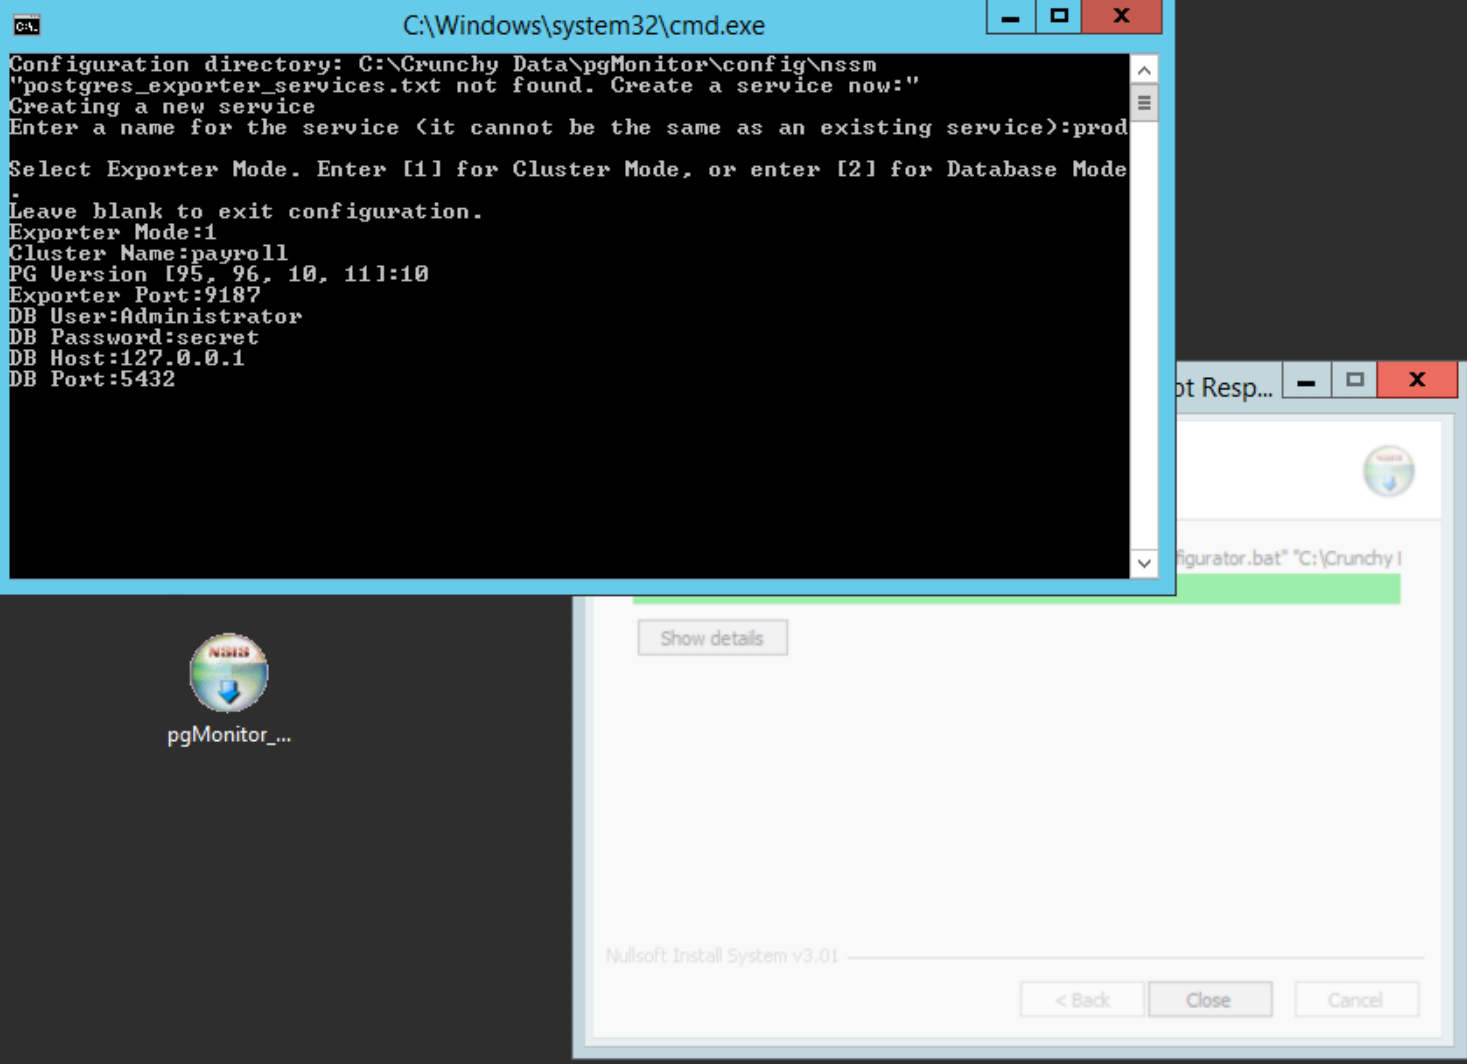 C:\Windows\system32\cmd.exe
Configuration directory: C:\Crunchy Data\pgMonitor\config\nssm
"postgres_exporter_services.txt not found. Create a service now:"
Creating a new service
Enter a name for the service (it cannot be the same as an existing service):prod
Select Exporter Mode. Enter [1] for Cluster Mode, or enter [2] for Database Mode
.
Leave blank to exit configuration.
Exporter Mode:1
Cluster Name:payroll
PG Version [95, 96, 10, 11]:10
Exporter Port:9187
DB User:Administrator
DB Password:secret
DB Host:127.0.0.1
DB Port:5432
ot Resp...
figurator.bat" "C:\Crunchy
Show details
NSIS
pgMonitor_...
Nullsoft Install System v3.01
< Back
Close
Cancel